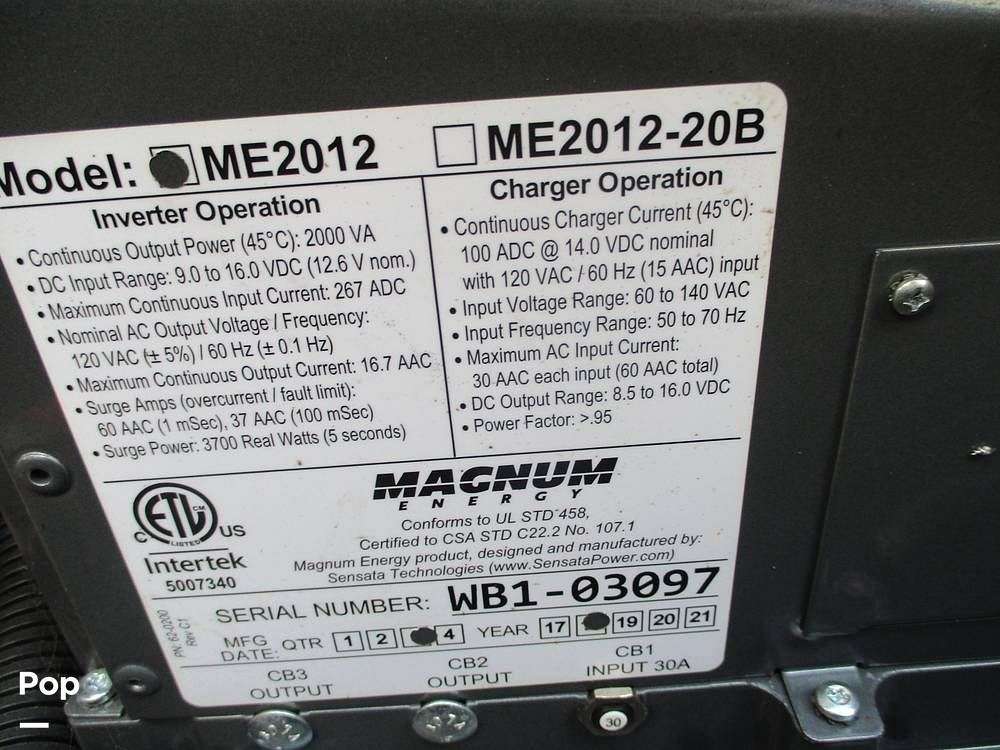 Model: ME2012 ME2012-20B
Inverter Operation
• Continuous Output Power (45°C): 2000 VA
• DC Input Range: 9.0 to 16.0 VDC (12.6 V nom.)
• Maximum Continuous Input Current: 267 ADC
• Nominal AC Output Voltage / Frequency:
120 VAC (± 5%) / 60 Hz (± 0.1 Hz)
• Maximum Continuous Output Current: 16.7 AAC
• Surge Amps (overcurrent / fault limit):
60 AAC (1 mSec), 37 AAC (100 mSec)
• Surge Power: 3700 Real Watts (5 seconds)
Charger Operation
• Continuous Charger Current (45°C):
100 ADC @ 14.0 VDC nominal
with 120 VAC / 60 Hz (15 AAC) input
• Input Voltage Range: 60 to 140 VAC
• Input Frequency Range: 50 to 70 Hz
• Maximum AC Input Current:
30 AAC each input (60 AAC total)
• DC Output Range: 8.5 to 16.0 VDC
• Power Factor: >.95
ETL CM
LISTED
C US
Intertek
5007340
MAGNUM
ENERGY
Conforms to UL STD 458,
Certified to CSA STD C22.2 No. 107.1
Magnum Energy product, designed and manufactured by:
Sensata Technologies (www.SensataPower.com)
PN: 62-0200
Rev C1
SERIAL NUMBER: WB1-03097
MFG
DATE: QTR 1 2 4 YEAR 17 19 20 21
CB3
OUTPUT
CB2
OUTPUT
CB1
INPUT 30A
30
Pop